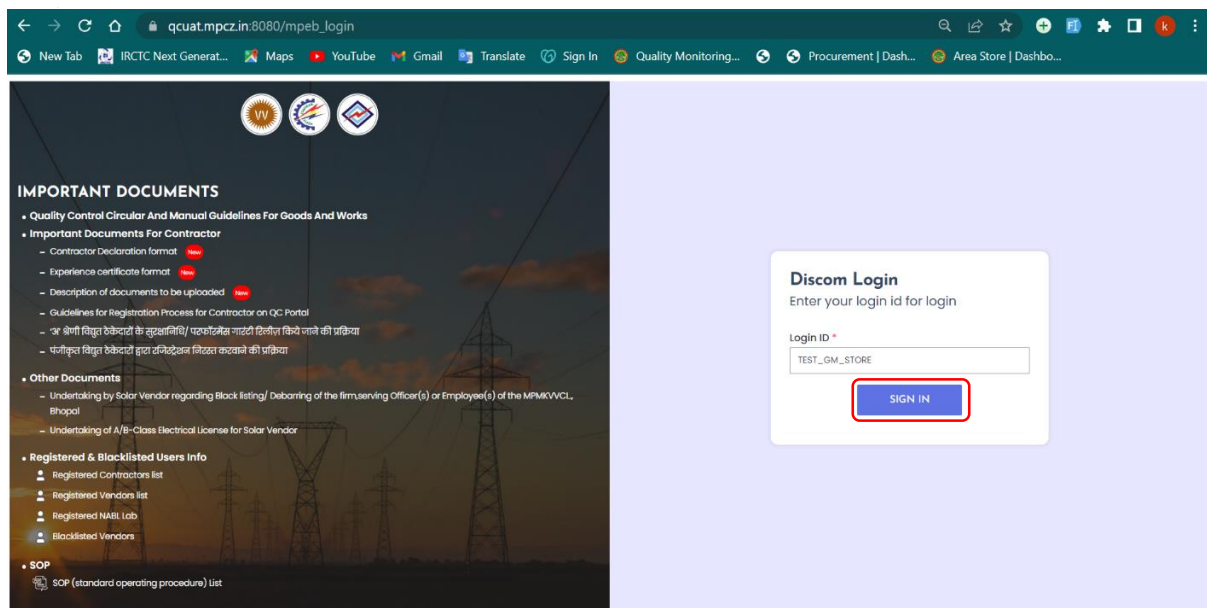 qcuat.mpcz.in:8080/mpeb_login
k
New Tab IRCTC Next Generat... Maps YouTube Gmail Translate Sign In Quality Monitoring... Procurement | Dash... Area Store | Dashbo...
VV
IMPORTANT DOCUMENTS
• Quality Control Circular And Manual Guidelines For Goods And Works
• Important Documents For Contractor
– Contractor Declaration format New
– Experience certificate format New
– Description of documents to be uploaded New
– Guidelines for Registration Process for Contractor on QC Portal
– 'अ' श्रेणी विद्युत ठेकेदारों के सुरक्षानिधि/ परफॉरमेंस गारंटी रिलीज़ किये जाने की प्रक्रिया
– पंजीकृत विद्युत ठेकेदारों द्वारा रजिस्ट्रेशन निरस्त करवाने की प्रक्रिया
• Other Documents
– Undertaking by Solar Vendor regarding Black listing/ Debarring of the firm,serving Officer(s) or Employee(s) of the MPMKVVCL,
Bhopal
– Undertaking of A/B-Class Electrical License for Solar Vendor
• Registered & Blacklisted Users Info
Registered Contractors list
Registered Vendors list
Registered NABL Lab
Blacklisted Vendors
• SOP
SOP (standard operating procedure) List
Discom Login
Enter your login id for login
Login ID *
TEST_GM_STORE
SIGN IN